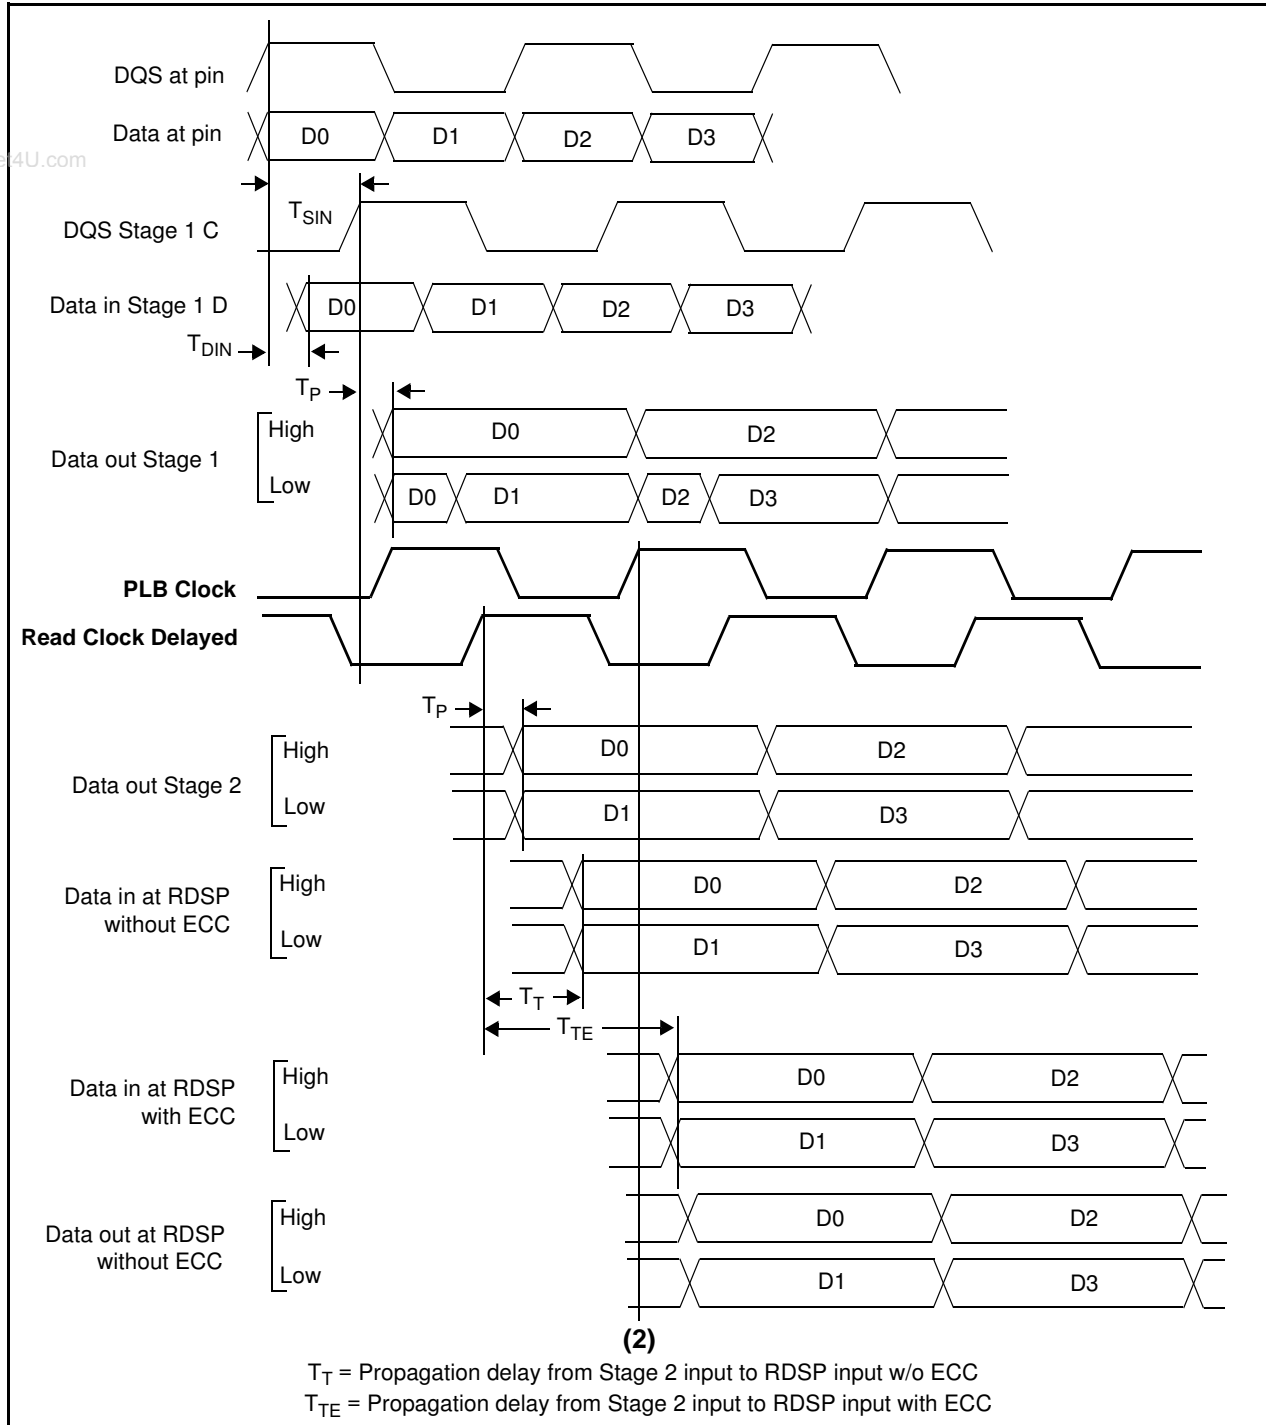 DQS at pin
Data at pin
D0 D1 D2 D3
et4U.com
TSIN
DQS Stage 1 C
Data in Stage 1 D
D0 D1 D2 D3
TDIN
TP
Data out Stage 1
High
D0 D2
Low
D0 D1 D2 D3
PLB Clock
Read Clock Delayed
TP
Data out Stage 2
High
D0 D2
Low
D1 D3
Data in at RDSP
without ECC
High
D0 D2
Low
D1 D3
TT
TTE
Data in at RDSP
with ECC
High
D0 D2
Low
D1 D3
Data out at RDSP
without ECC
High
D0 D2
Low
D1 D3
(2)
TT = Propagation delay from Stage 2 input to RDSP input w/o ECC
TTE = Propagation delay from Stage 2 input to RDSP input with ECC